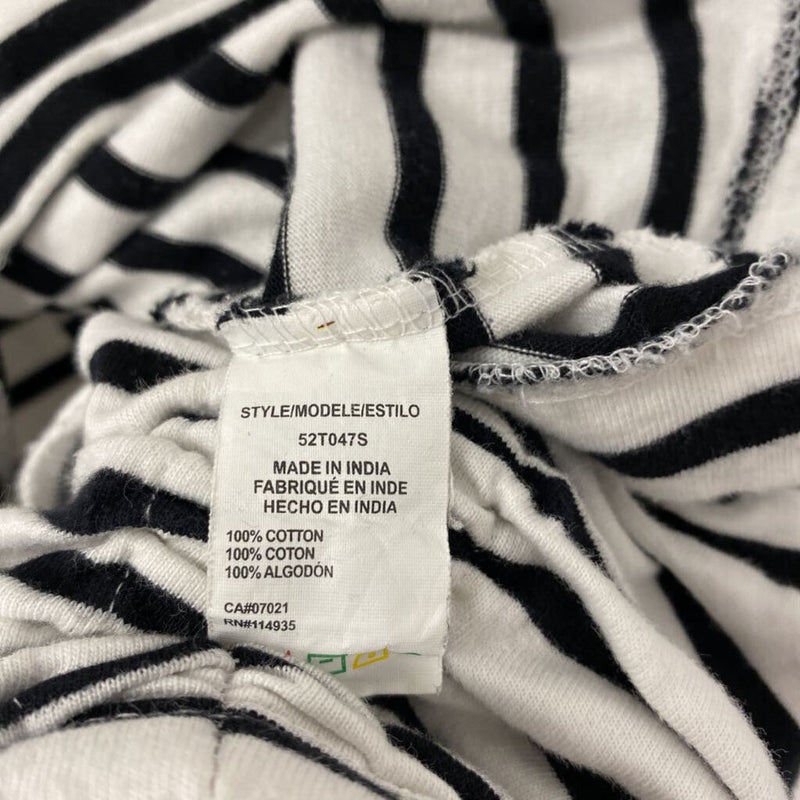 STYLE/MODELE/ESTILO
52T047S
MADE IN INDIA
FABRIQUÉ EN INDE
HECHO EN INDIA
100% COTTON
100% COTON
100% ALGODÓN
CA#07021
RN#114935